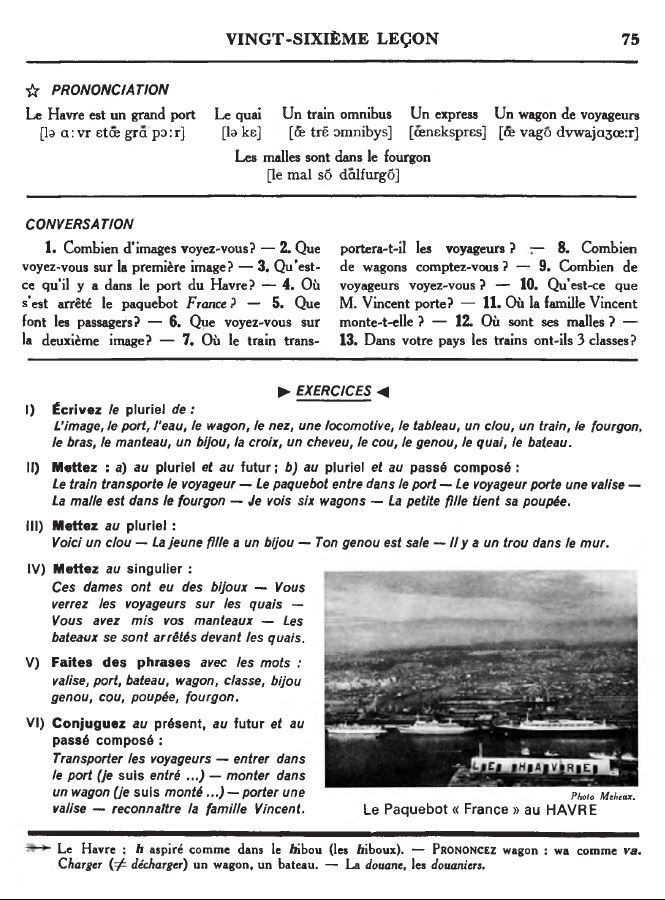 VINGT-SIXIÈME LEÇON 75
☆ PRONONCIATION
Le Havre est un grand port Le quai Un train omnibus Un express Un wagon de voyageurs
[lə ɑ:vr ɛtœ̃ grɑ̃ pɔ:r] [lə kɛ] [œ̃ trɛ̃ ɔmnibys] [œ̃nɛksprɛs] [œ̃ vagɔ̃ dvwajaʒœ:r]
Les malles sont dans le fourgon
[le mal sɔ̃ dɑ̃lfurgɔ̃]
CONVERSATION
1. Combien d'images voyez-vous? — 2. Que
voyez-vous sur la première image? — 3. Qu'est-
ce qu'il y a dans le port du Havre? — 4. Où
s'est arrêté le paquebot France? — 5. Que
font les passagers? — 6. Que voyez-vous sur
la deuxième image? — 7. Où le train trans-
portera-t-il les voyageurs? — 8. Combien
de wagons comptez-vous? — 9. Combien de
voyageurs voyez-vous? — 10. Qu'est-ce que
M. Vincent porte? — 11. Où la famille Vincent
monte-t-elle? — 12. Où sont ses malles? —
13. Dans votre pays les trains ont-ils 3 classes?
► EXERCICES ◄
I) Écrivez le pluriel de :
L'image, le port, l'eau, le wagon, le nez, une locomotive, le tableau, un clou, un train, le fourgon,
le bras, le manteau, un bijou, la croix, un cheveu, le cou, le genou, le quai, le bateau.
II) Mettez : a) au pluriel et au futur; b) au pluriel et au passé composé :
Le train transporte le voyageur — Le paquebot entre dans le port — Le voyageur porte une valise —
La malle est dans le fourgon — Je vois six wagons — La petite fille tient sa poupée.
III) Mettez au pluriel :
Voici un clou — La jeune fille a un bijou — Ton genou est sale — Il y a un trou dans le mur.
IV) Mettez au singulier :
Ces dames ont eu des bijoux — Vous
verrez les voyageurs sur les quais —
Vous avez mis vos manteaux — Les
bateaux se sont arrêtés devant les quais.
V) Faites des phrases avec les mots :
valise, port, bateau, wagon, classe, bijou
genou, cou, poupée, fourgon.
VI) Conjuguez au présent, au futur et au
passé composé :
Transporter les voyageurs — entrer dans
le port (je suis entré ...) — monter dans
un wagon (je suis monté ...) — porter une
valise — reconnaître la famille Vincent.
LE HAVRE
Photo Meheux.
Le Paquebot « France » au HAVRE
Le Havre : h aspiré comme dans le hibou (les hiboux). — PRONONCEZ wagon : wa comme va.
Charger (≠ décharger) un wagon, un bateau. — La douane, les douaniers.